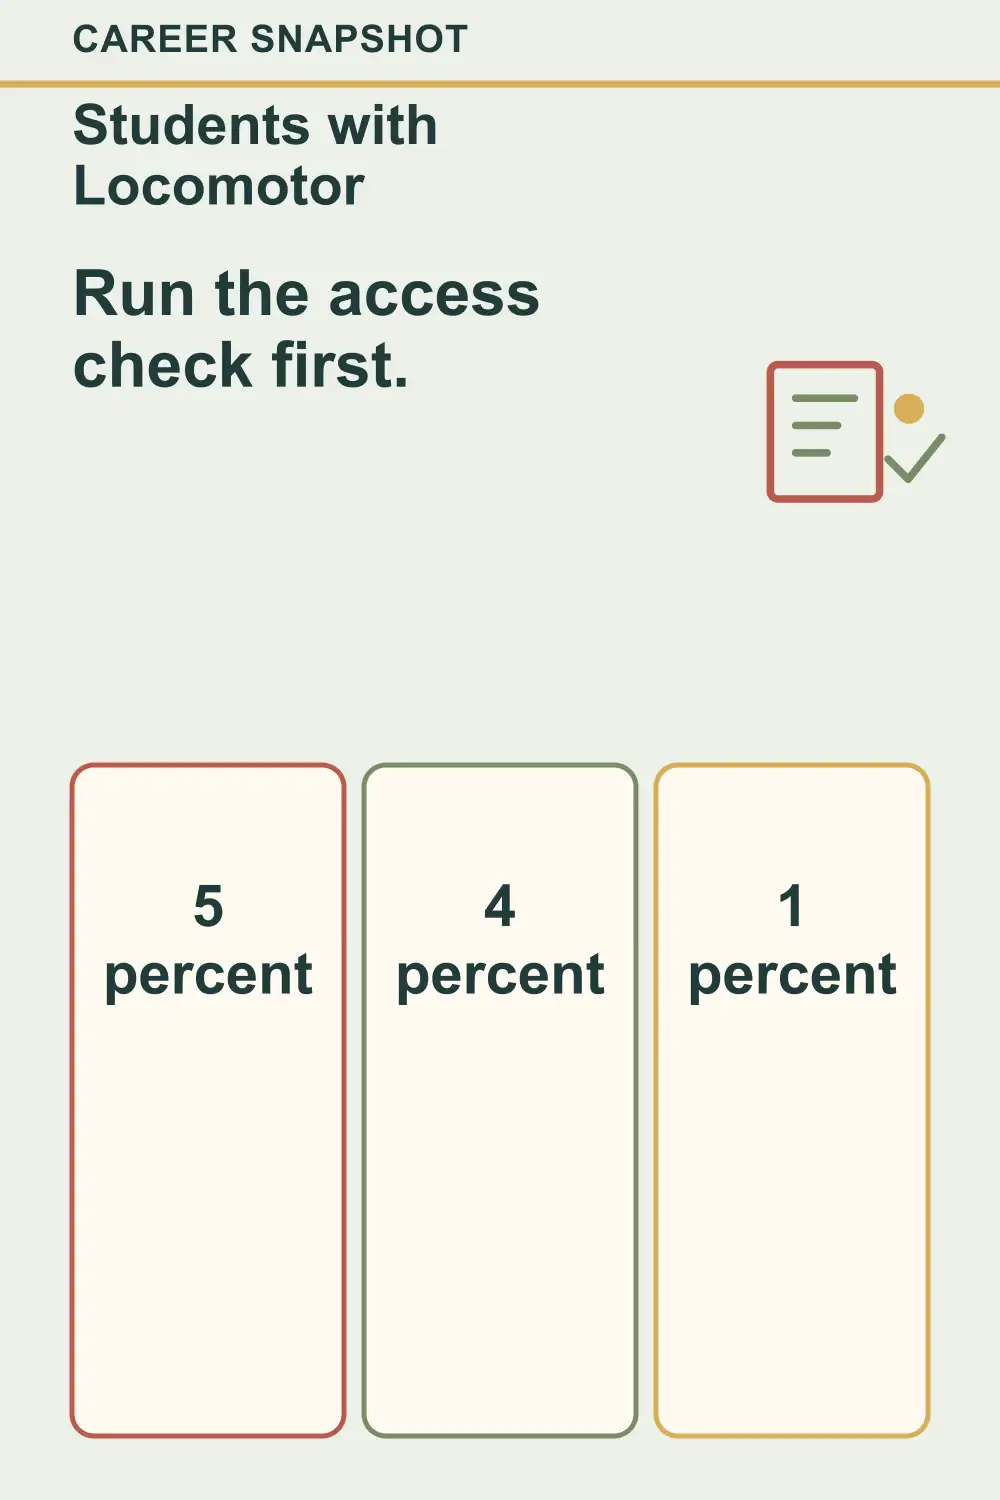 CAREER SNAPSHOT
Students with
Locomotor
Run the access
check first.
5
percent
4
percent
1
percent